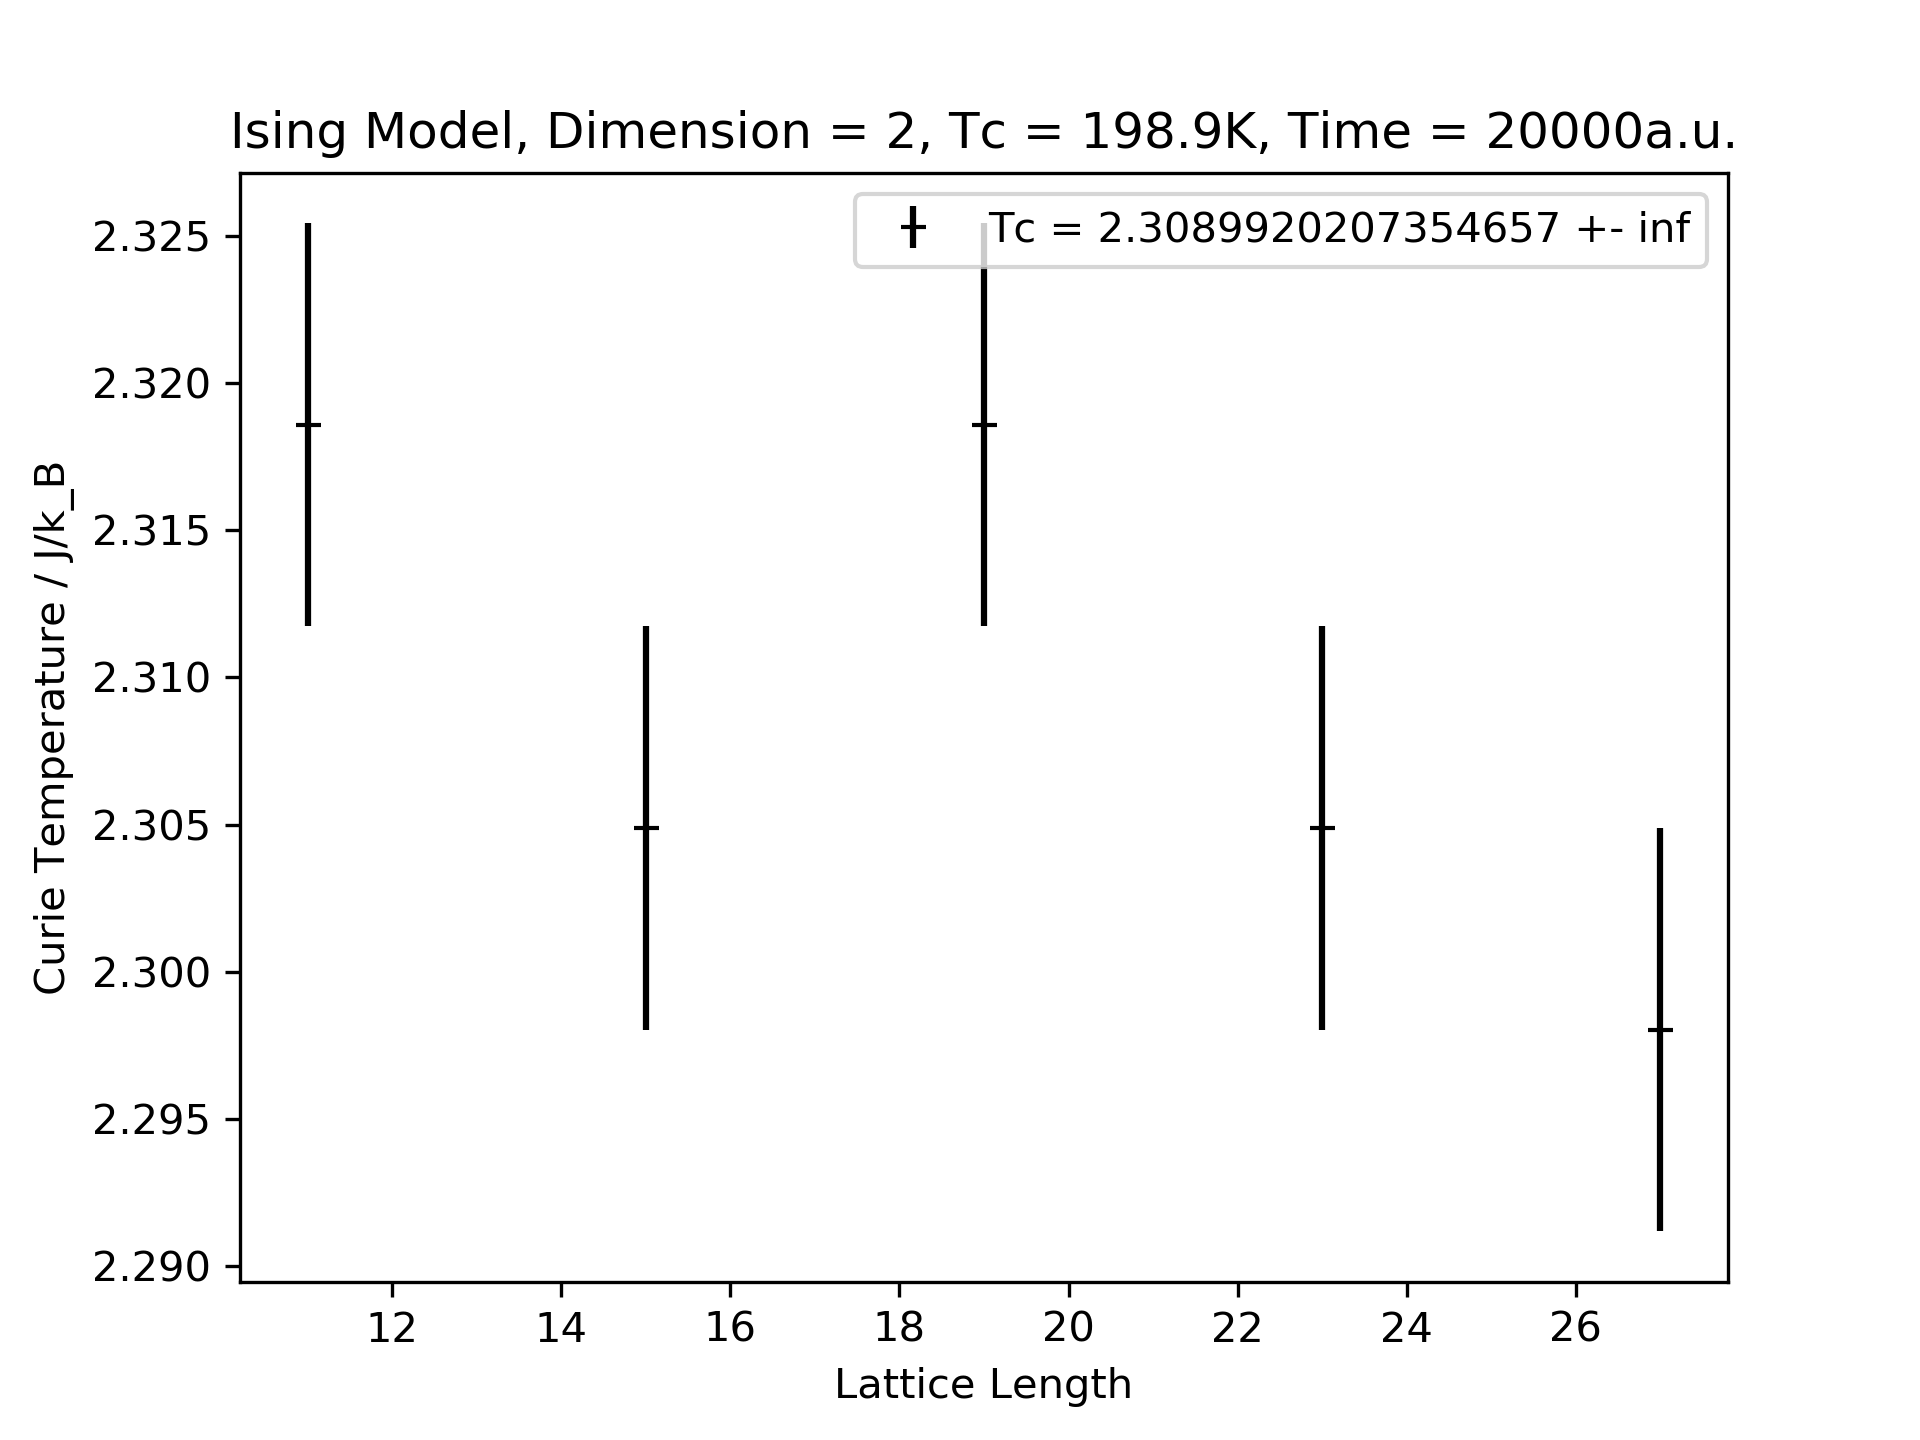 Ising Model, Dimension = 2, Tc = 198.9K, Time = 20000a.u.
Tc = 2.3089920207354657 +- inf
2.325
2.320
2.315
2.310
2.305
2.300
2.295
2.290
Curie Temperature / J/k_B
12 14 16 18 20 22 24 26
Lattice Length